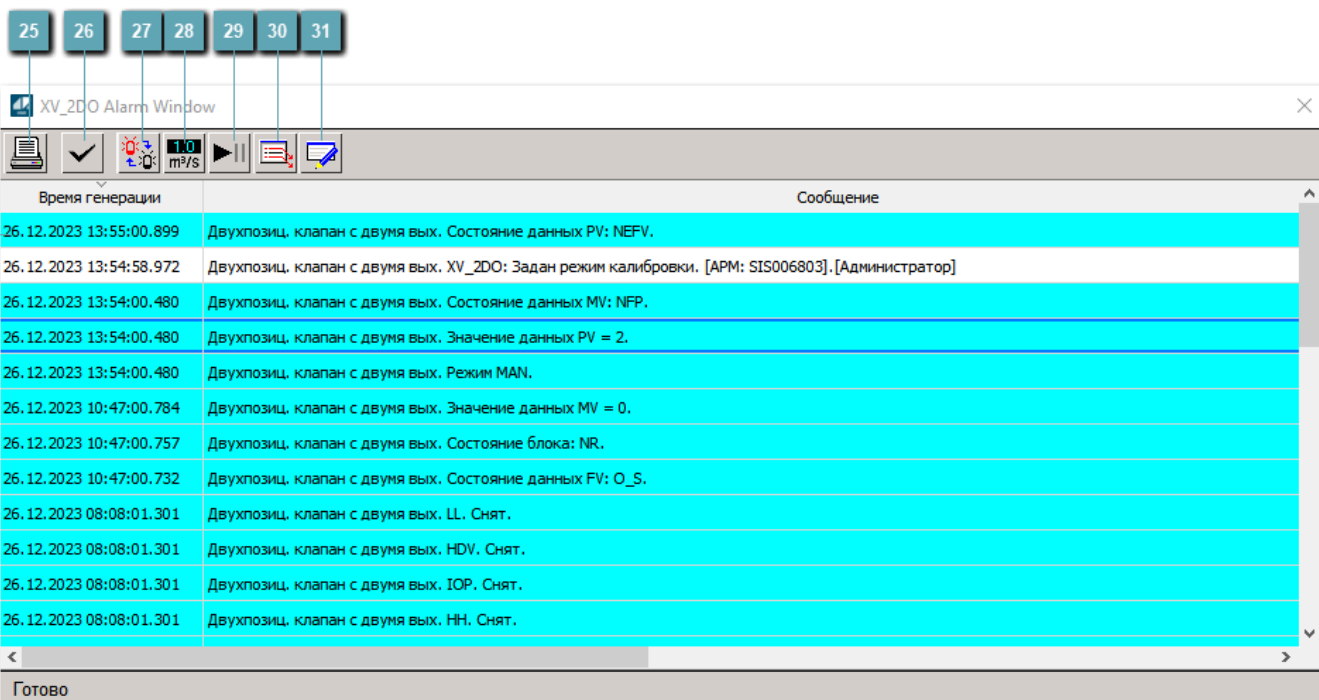 25 26 27 28 29 30 31
XV_2DO Alarm Window
1.0
m³/s
Время генерации Сообщение
26.12.2023 13:55:00.899 Двухпозиц. клапан с двумя вых. Состояние данных PV: NEFV.
26.12.2023 13:54:58.972 Двухпозиц. клапан с двумя вых. XV_2DO: Задан режим калибровки. [АРМ: SIS006803].[Администратор]
26.12.2023 13:54:00.480 Двухпозиц. клапан с двумя вых. Состояние данных MV: NFP.
26.12.2023 13:54:00.480 Двухпозиц. клапан с двумя вых. Значение данных PV = 2.
26.12.2023 13:54:00.480 Двухпозиц. клапан с двумя вых. Режим MAN.
26.12.2023 10:47:00.784 Двухпозиц. клапан с двумя вых. Значение данных MV = 0.
26.12.2023 10:47:00.757 Двухпозиц. клапан с двумя вых. Состояние блока: NR.
26.12.2023 10:47:00.732 Двухпозиц. клапан с двумя вых. Состояние данных FV: O_S.
26.12.2023 08:08:01.301 Двухпозиц. клапан с двумя вых. LL. Снят.
26.12.2023 08:08:01.301 Двухпозиц. клапан с двумя вых. HDV. Снят.
26.12.2023 08:08:01.301 Двухпозиц. клапан с двумя вых. IOP. Снят.
26.12.2023 08:08:01.301 Двухпозиц. клапан с двумя вых. HH. Снят.
Готово